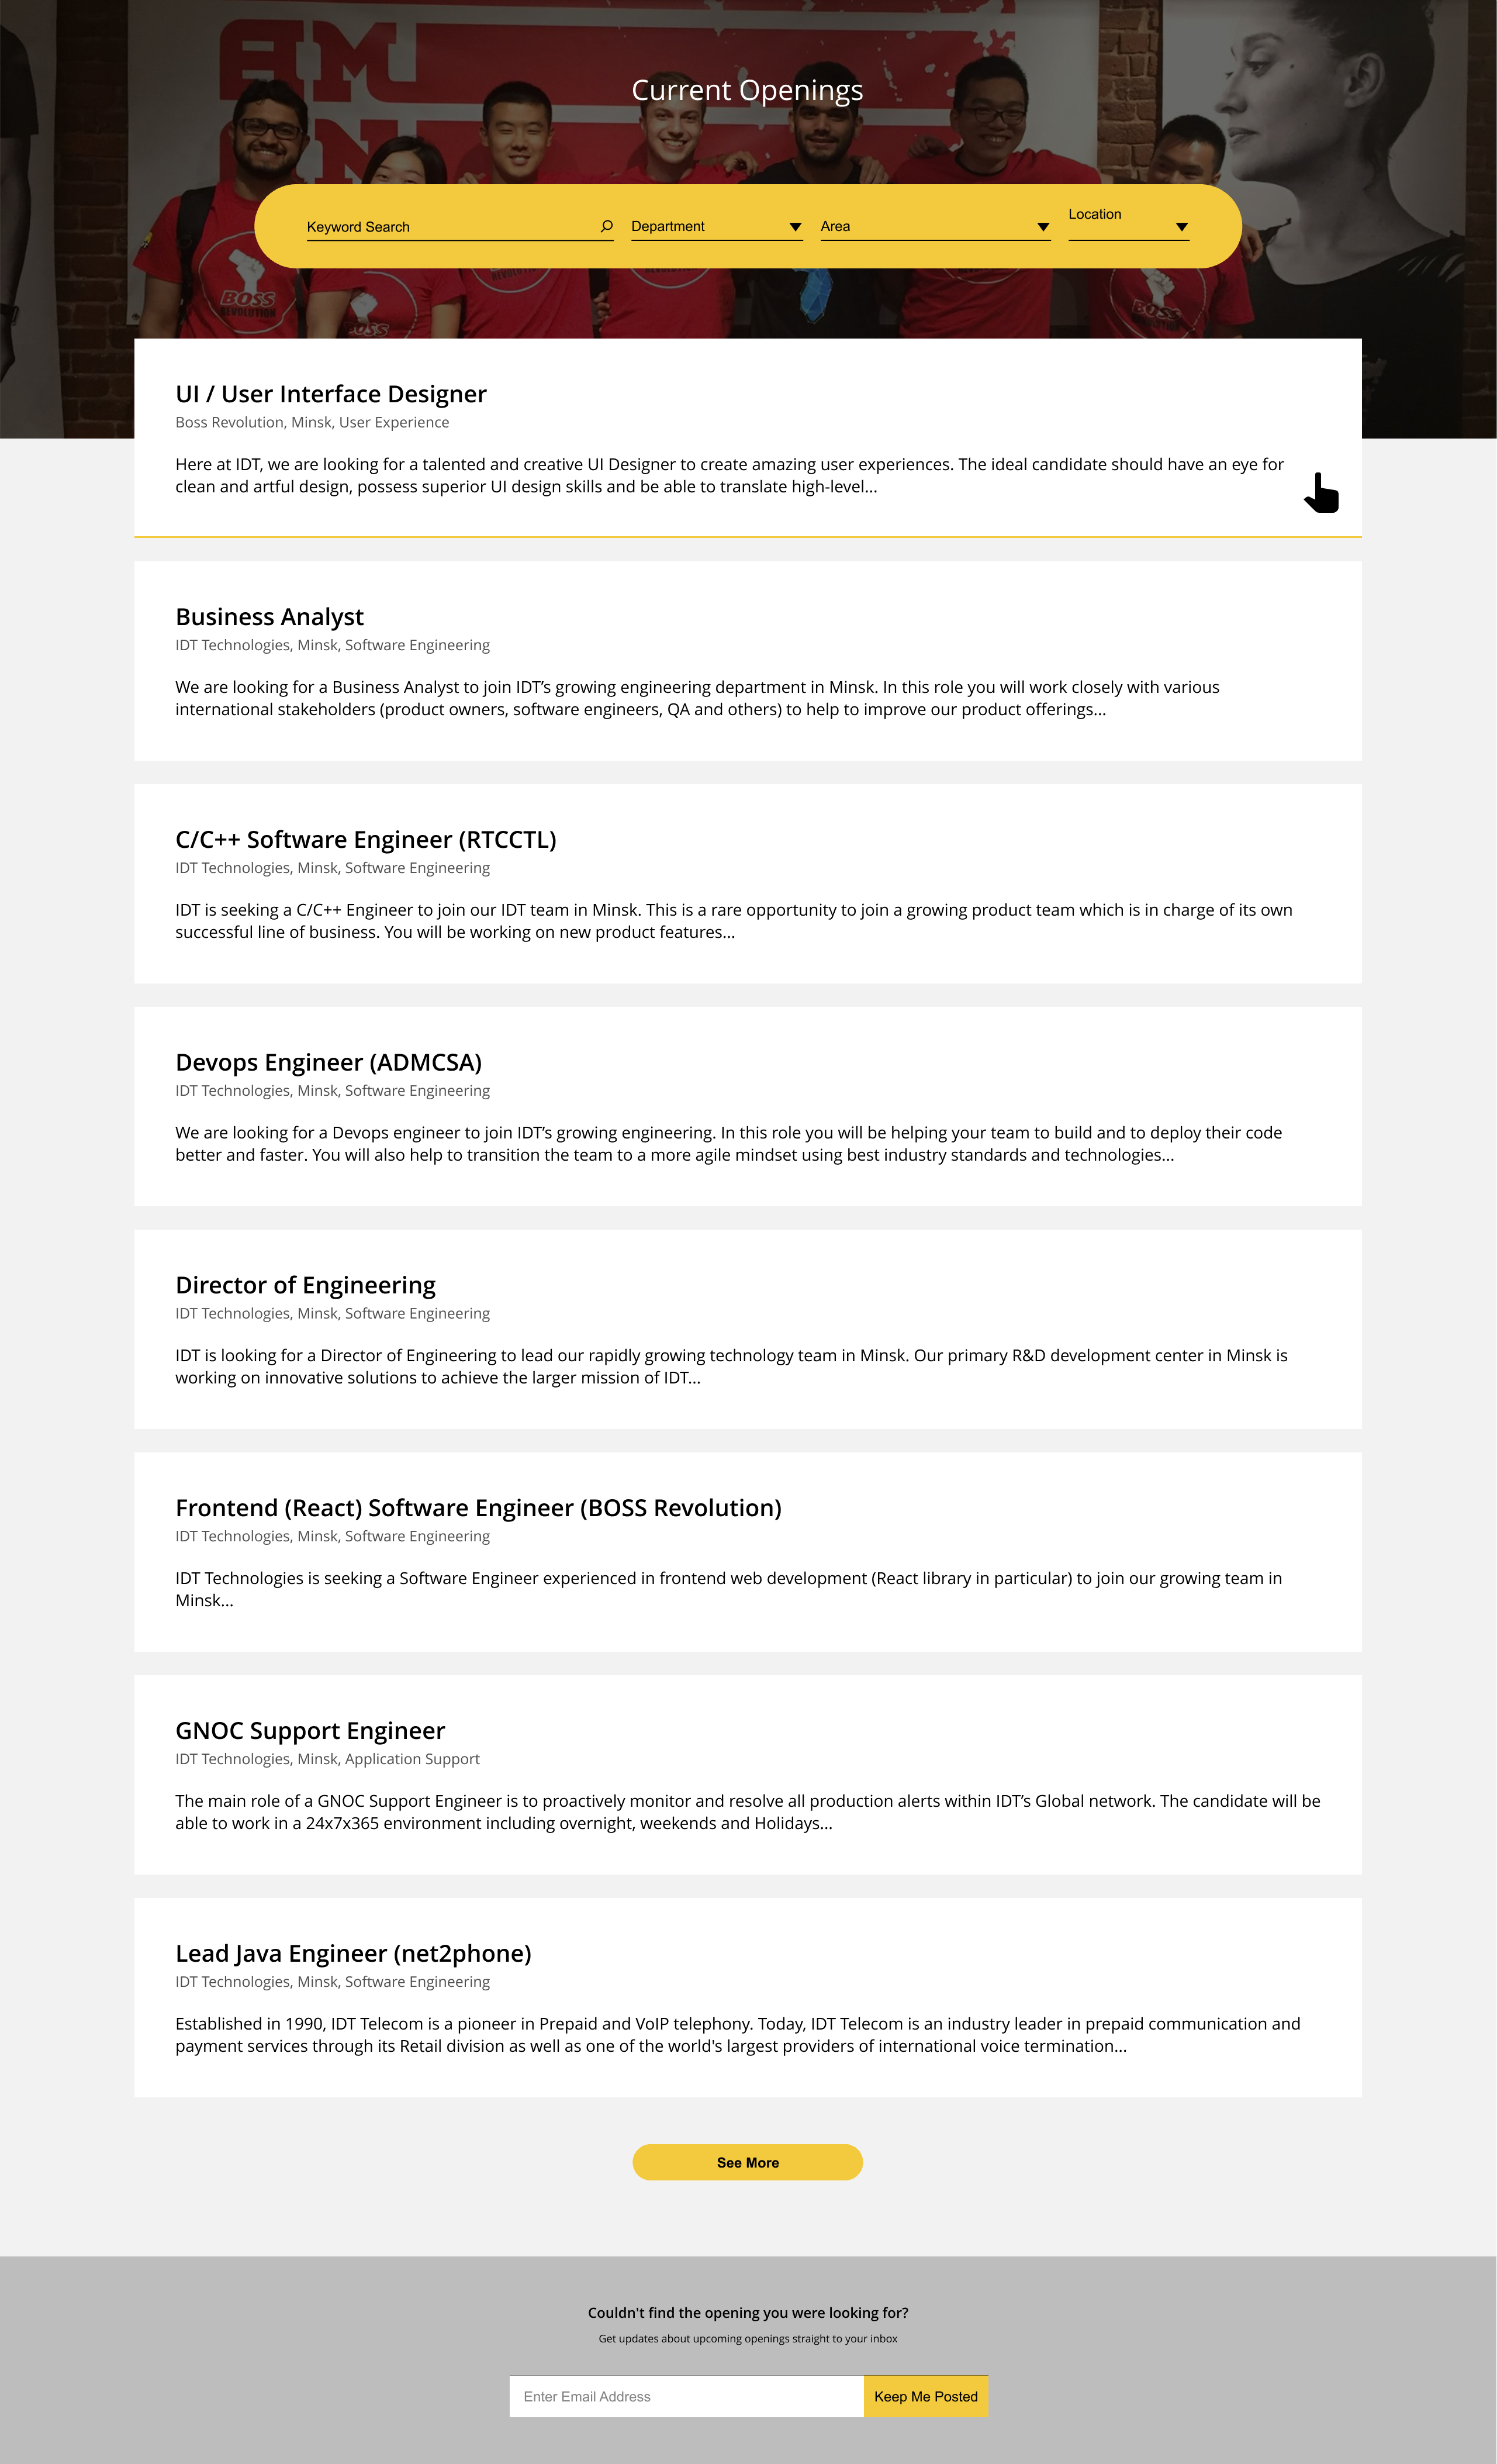 AM
Current Openings
Keyword Search
Department
Area
Location
BOSS
REVOLUTION
BOSS
REVOLUTION
BOSS
UI / User Interface Designer
Boss Revolution, Minsk, User Experience
Here at IDT, we are looking for a talented and creative UI Designer to create amazing user experiences. The ideal candidate should have an eye for
clean and artful design, possess superior UI design skills and be able to translate high-level...
Business Analyst
IDT Technologies, Minsk, Software Engineering
We are looking for a Business Analyst to join IDT’s growing engineering department in Minsk. In this role you will work closely with various
international stakeholders (product owners, software engineers, QA and others) to help to improve our product offerings...
C/C++ Software Engineer (RTCCTL)
IDT Technologies, Minsk, Software Engineering
IDT is seeking a C/C++ Engineer to join our IDT team in Minsk. This is a rare opportunity to join a growing product team which is in charge of its own
successful line of business. You will be working on new product features...
Devops Engineer (ADMCSA)
IDT Technologies, Minsk, Software Engineering
We are looking for a Devops engineer to join IDT’s growing engineering. In this role you will be helping your team to build and to deploy their code
better and faster. You will also help to transition the team to a more agile mindset using best industry standards and technologies...
Director of Engineering
IDT Technologies, Minsk, Software Engineering
IDT is looking for a Director of Engineering to lead our rapidly growing technology team in Minsk. Our primary R&D development center in Minsk is
working on innovative solutions to achieve the larger mission of IDT...
Frontend (React) Software Engineer (BOSS Revolution)
IDT Technologies, Minsk, Software Engineering
IDT Technologies is seeking a Software Engineer experienced in frontend web development (React library in particular) to join our growing team in
Minsk...
GNOC Support Engineer
IDT Technologies, Minsk, Application Support
The main role of a GNOC Support Engineer is to proactively monitor and resolve all production alerts within IDT’s Global network. The candidate will be
able to work in a 24x7x365 environment including overnight, weekends and Holidays...
Lead Java Engineer (net2phone)
IDT Technologies, Minsk, Software Engineering
Established in 1990, IDT Telecom is a pioneer in Prepaid and VoIP telephony. Today, IDT Telecom is an industry leader in prepaid communication and
payment services through its Retail division as well as one of the world's largest providers of international voice termination...
See More
Couldn't find the opening you were looking for?
Get updates about upcoming openings straight to your inbox
Enter Email Address
Keep Me Posted